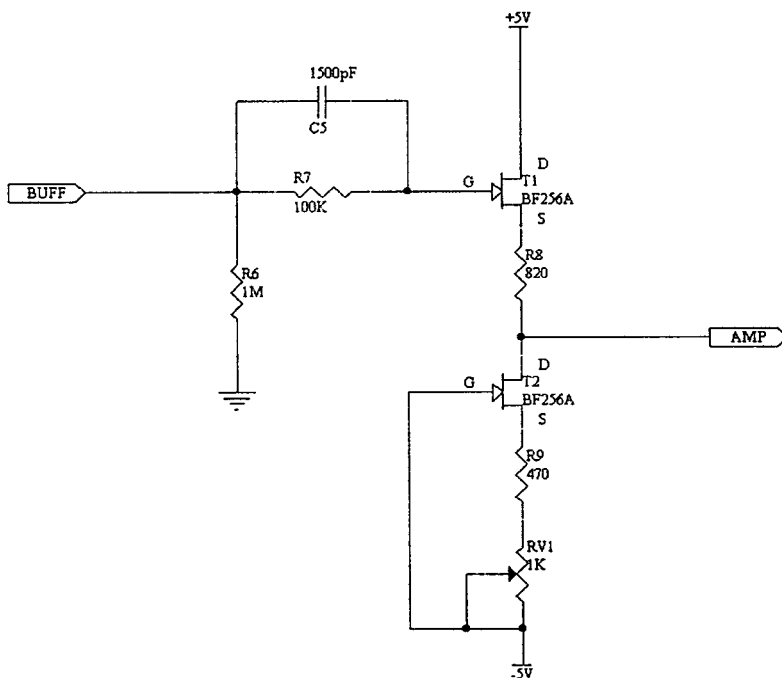 +5V
1500pF
C5
D
R7
G
T1
BUFF
100K
BF256A
S
R8
820
R6
1M
AMP
D
G
T2
BF256A
S
R9
470
RV1
1K
-5V